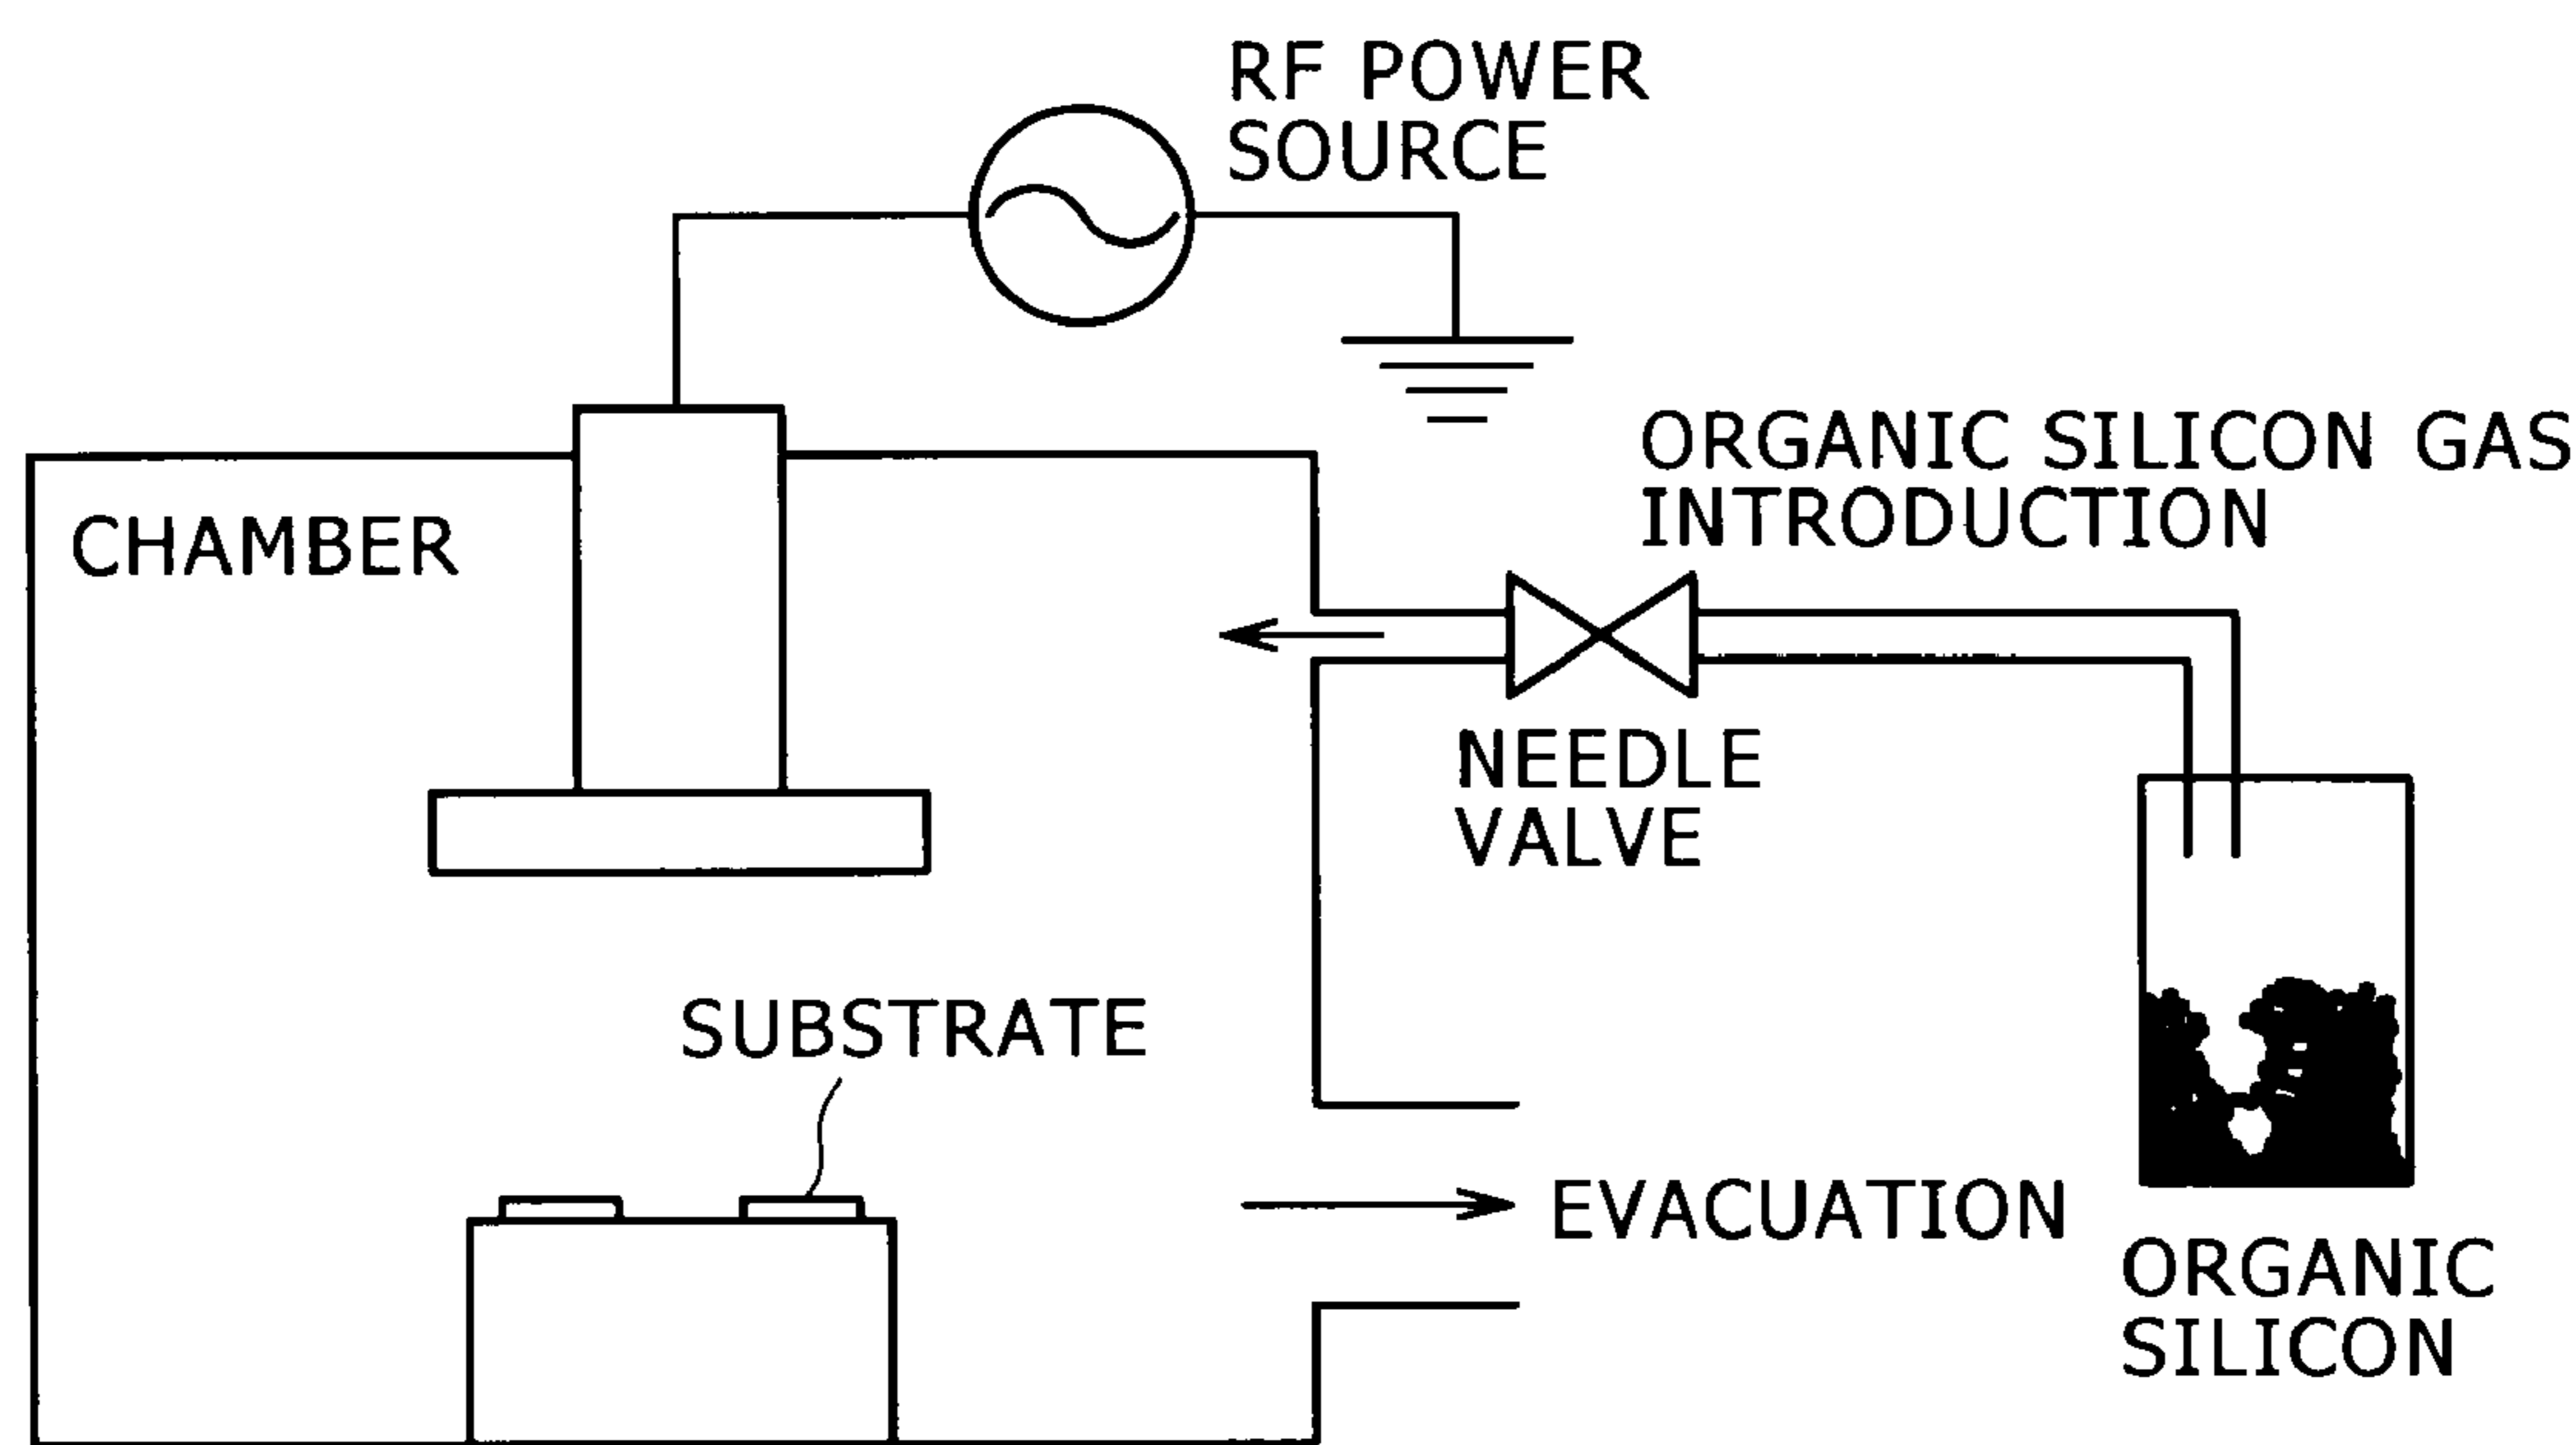 RF POWER
SOURCE
ORGANIC SILICON GAS
INTRODUCTION
CHAMBER
NEEDLE
VALVE
SUBSTRATE
EVACUATION
ORGANIC
SILICON